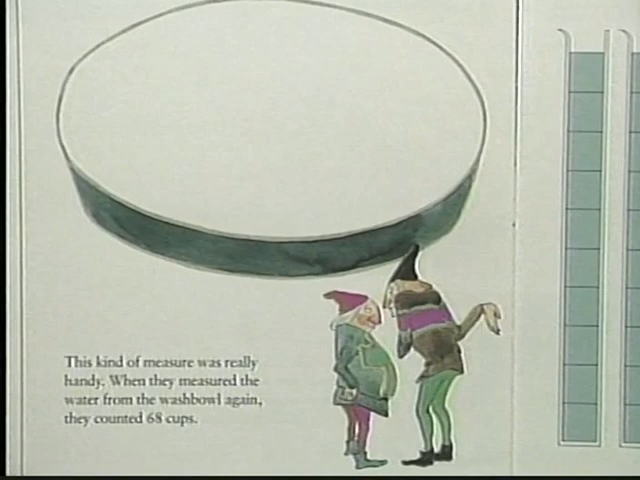 This kind of measure was really
handy. When they measured the
water from the washbowl again,
they counted 68 cups.